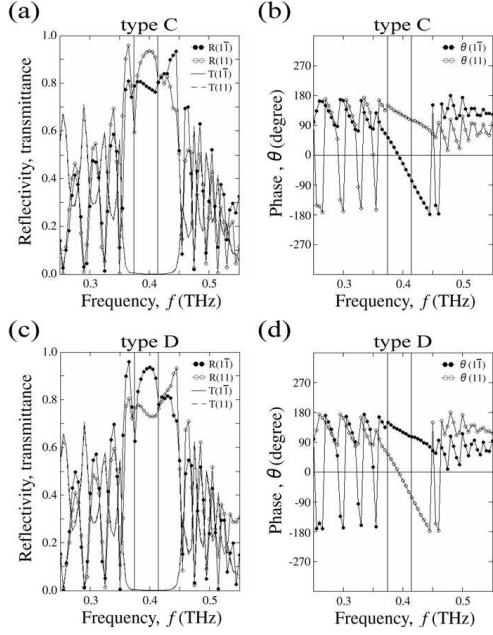 type C
(a)
R(11̅)
R(11)
T(11̅)
T(11)
1.0
0.8
0.6
0.4
0.2
0.0
Reflectivity, transmittance
0.3
0.4
0.5
Frequency, f (THz)
type C
(b)
θ (11̅)
θ (11)
270
180
90
0
-90
-180
-270
Phase , θ (degree)
0.3
0.4
0.5
Frequency, f (THz)
type D
(c)
R(11̅)
R(11)
T(11̅)
T(11)
1.0
0.8
0.6
0.4
0.2
0.0
Reflectivity, transmittance
0.3
0.4
0.5
Frequency, f (THz)
type D
(d)
θ (11̅)
θ (11)
270
180
90
0
-90
-180
-270
Phase , θ (degree)
0.3
0.4
0.5
Frequency, f (THz)